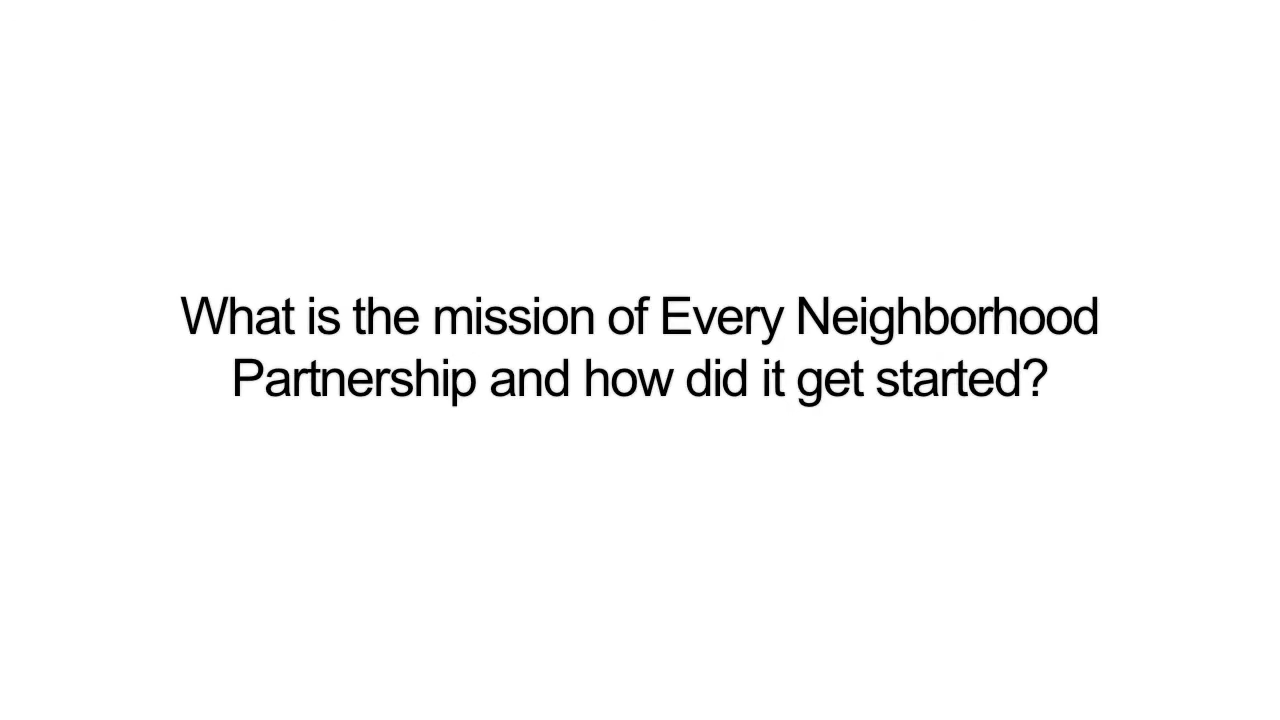 What is the mission of Every Neighborhood
Partnership and how did it get started?